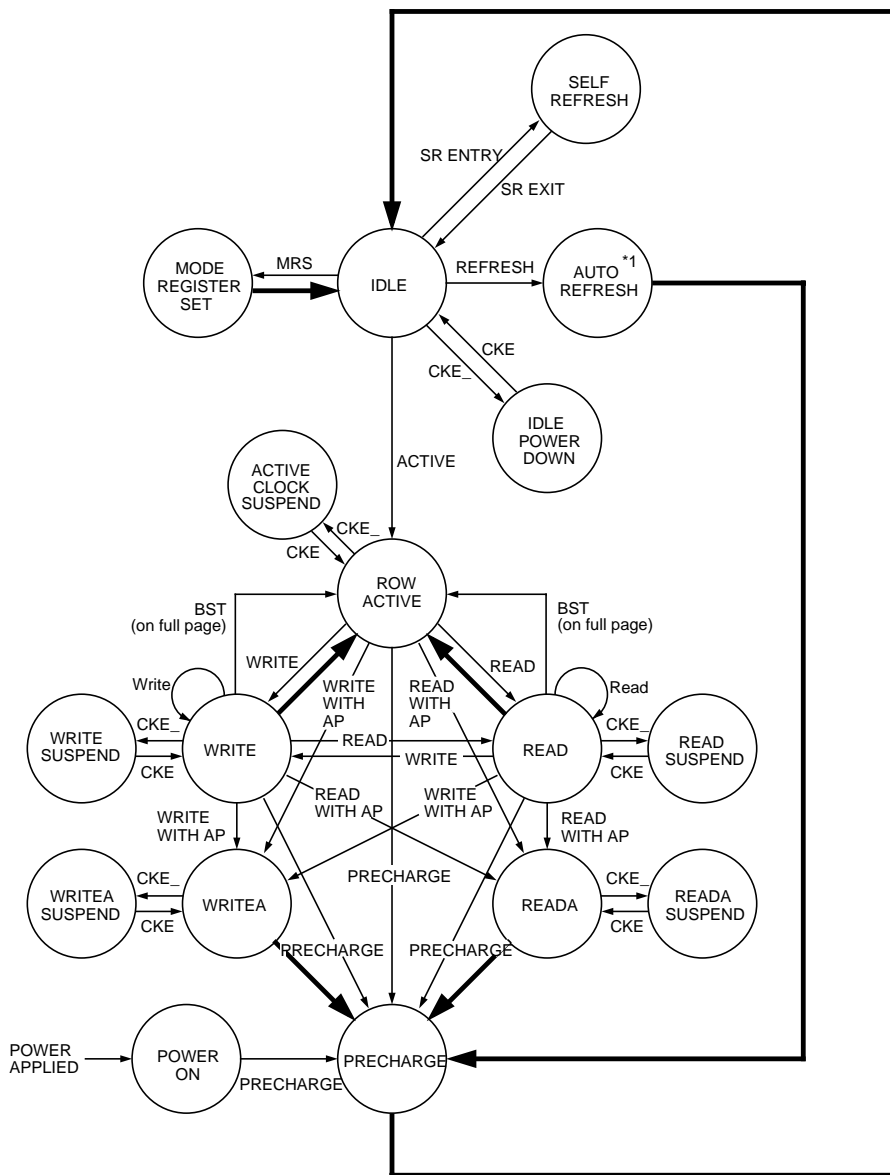 SELF
REFRESH
SR ENTRY
SR EXIT
MODE
REGISTER
SET
MRS
IDLE
REFRESH
AUTO *1
REFRESH
CKE
CKE_
IDLE
POWER
DOWN
ACTIVE
ACTIVE
CLOCK
SUSPEND
CKE_
CKE
ROW
ACTIVE
BST
(on full page)
BST
(on full page)
WRITE
READ
Write
WRITE
WITH
AP
READ
WITH
AP
Read
WRITE
SUSPEND
CKE_
CKE
WRITE
READ
WRITE
READ
CKE_
CKE
READ
SUSPEND
WRITE
WITH AP
READ
WITH AP
WRITE
WITH AP
READ
WITH AP
WRITEA
SUSPEND
CKE_
CKE
WRITEA
PRECHARGE
READA
CKE_
CKE
READA
SUSPEND
PRECHARGE
PRECHARGE
POWER
APPLIED
POWER
ON
PRECHARGE
PRECHARGE